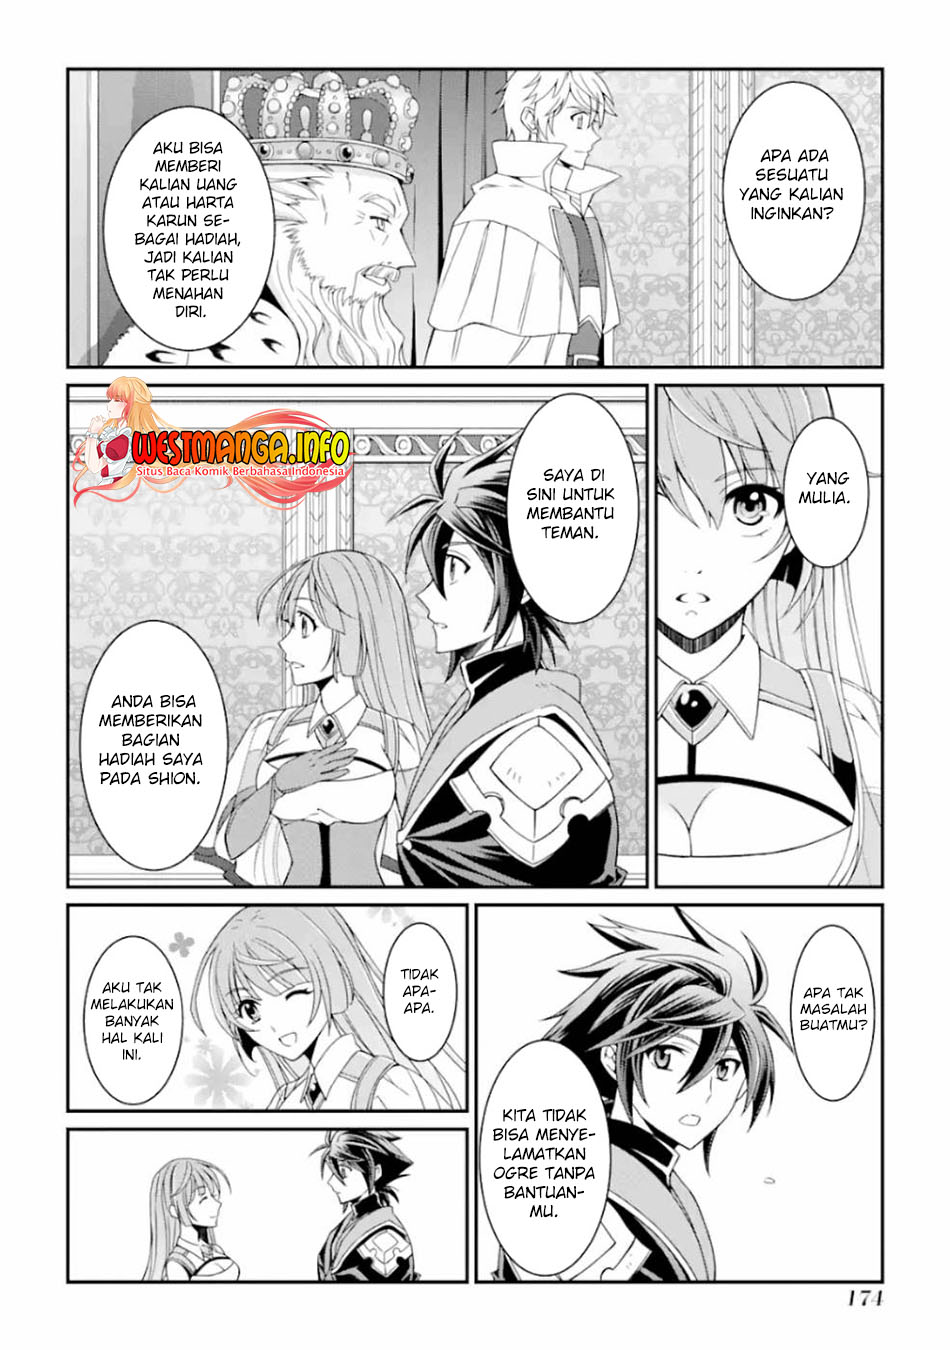 APA ADA
SESUATU
YANG KALIAN
INGINKAN?
AKU BISA
MEMBERI
KALIAN UANG
ATAU HARTA
KARUN SE-
BAGAI HADIAH,
JADI KALIAN
TAK PERLU
MENAHAN
DIRI.
YANG
MULIA.
SAYA DI
SINI UNTUK
MEMBANTU
TEMAN.
WESTMANGA.INFO
Situs Baca Komik Berbahasa Indonesia
ANDA BISA
MEMBERIKAN
BAGIAN
HADIAH SAYA
PADA SHION.
APA TAK
MASALAH
BUATMU?
KITA TIDAK
BISA MENYE-
LAMATKAN
OGRE TANPA
BANTUAN-
MU.
TIDAK
APA-
APA.
AKU TAK
MELAKUKAN
BANYAK
HAL KALI
INI.
174